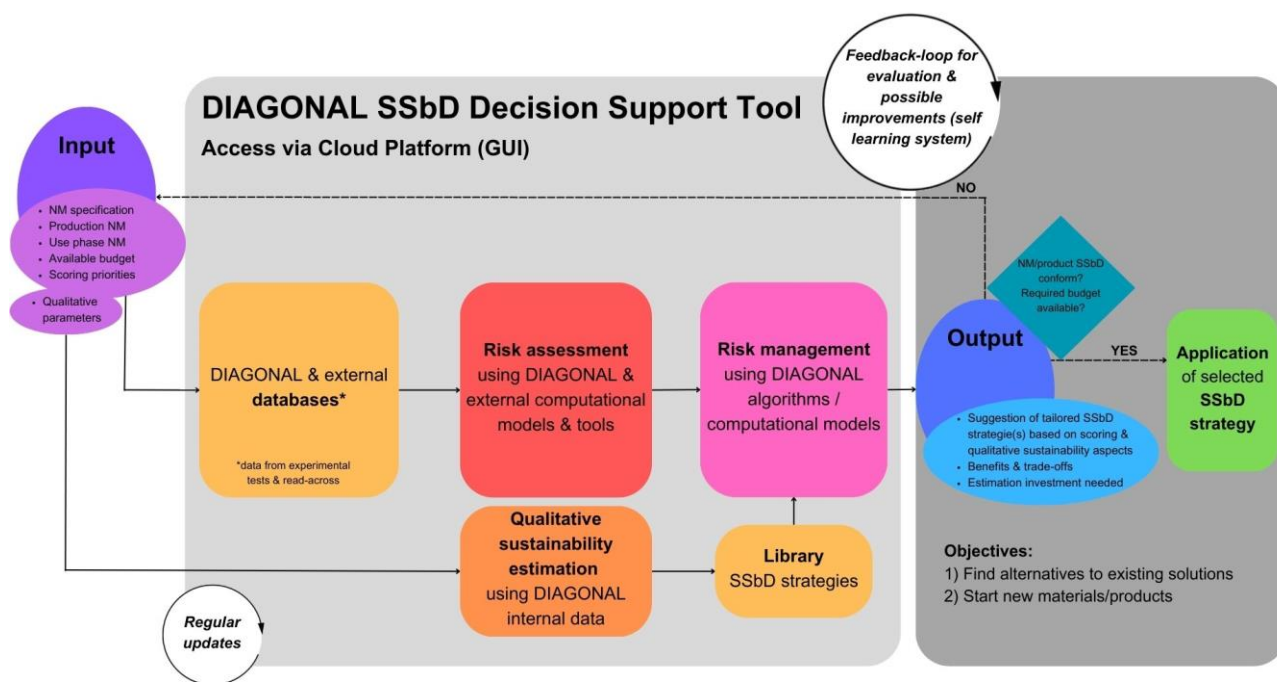 Feedback-loop for
evaluation &
possible
improvements (self
learning system)
DIAGONAL SSbD Decision Support Tool
Access via Cloud Platform (GUI)
Input
• NM specification
• Production NM
• Use phase NM
• Available budget
• Scoring priorities
• Qualitative
parameters
DIAGONAL & external
databases*
*data from experimental
tests & read-across
Risk assessment
using DIAGONAL &
external computational
models & tools
Risk management
using DIAGONAL
algorithms /
computational models
Qualitative
sustainability
estimation
using DIAGONAL
internal data
Library
SSbD strategies
Regular
updates
NO
NM/product SSbD
conform?
Required budget
available?
Output
YES
• Suggestion of tailored SSbD
strategie(s) based on scoring &
qualitative sustainability aspects
• Benefits & trade-offs
• Estimation investment needed
Application
of selected
SSbD
strategy
Objectives:
1) Find alternatives to existing solutions
2) Start new materials/products